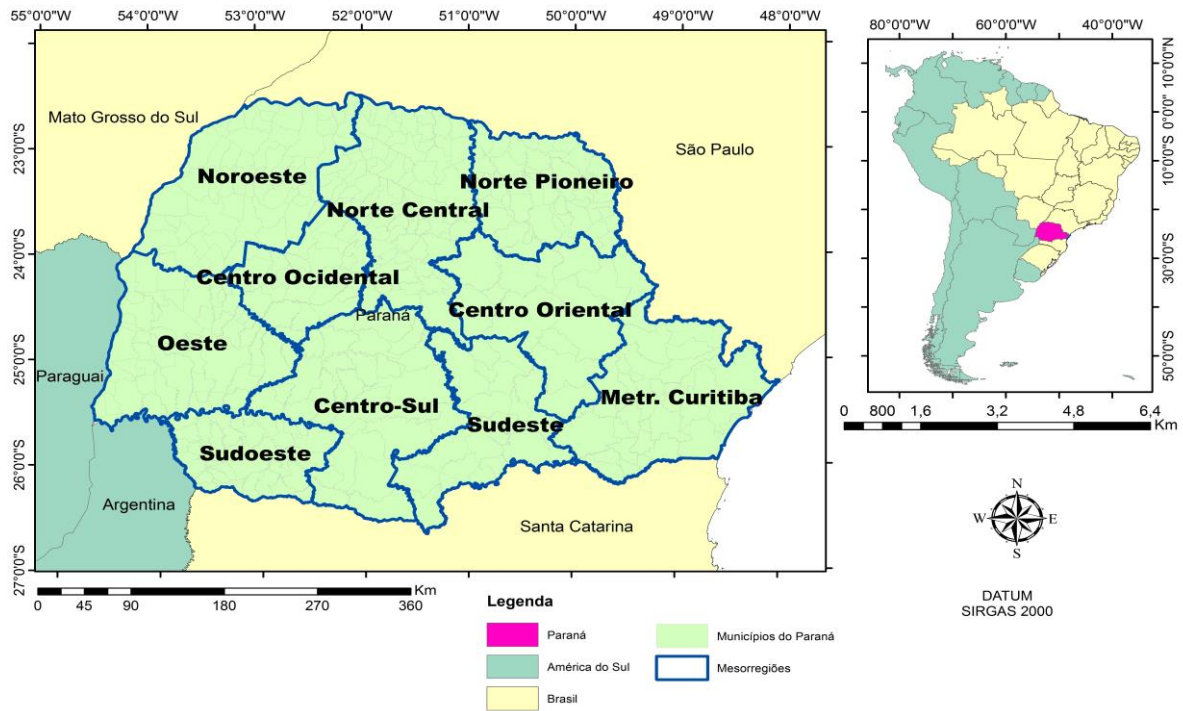 55°0'0"W 54°0'0"W 53°0'0"W 52°0'0"W 51°0'0"W 50°0'0"W 49°0'0"W 48°0'0"W
23°0'0"S
24°0'0"S
25°0'0"S
26°0'0"S
27°0'0"S
Mato Grosso do Sul
São Paulo
Noroeste
Norte Pioneiro
Norte Central
Centro Ocidental
Centro Oriental
Paraná
Oeste
Paraguai
Metr. Curitiba
Centro-Sul
Sudeste
Sudoeste
Argentina
Santa Catarina
Km
0 45 90 180 270 360
80°0'0"W 60°0'0"W 40°0'0"W
10°0'0"N
0°0'0"
10°0'0"S
30°0'0"S
50°0'0"S
0 800 1,6 3,2 4,8 6,4
Km
N
W E
S
DATUM
SIRGAS 2000
Legenda
Paraná
Municípios do Paraná
América do Sul
Mesorregiões
Brasil